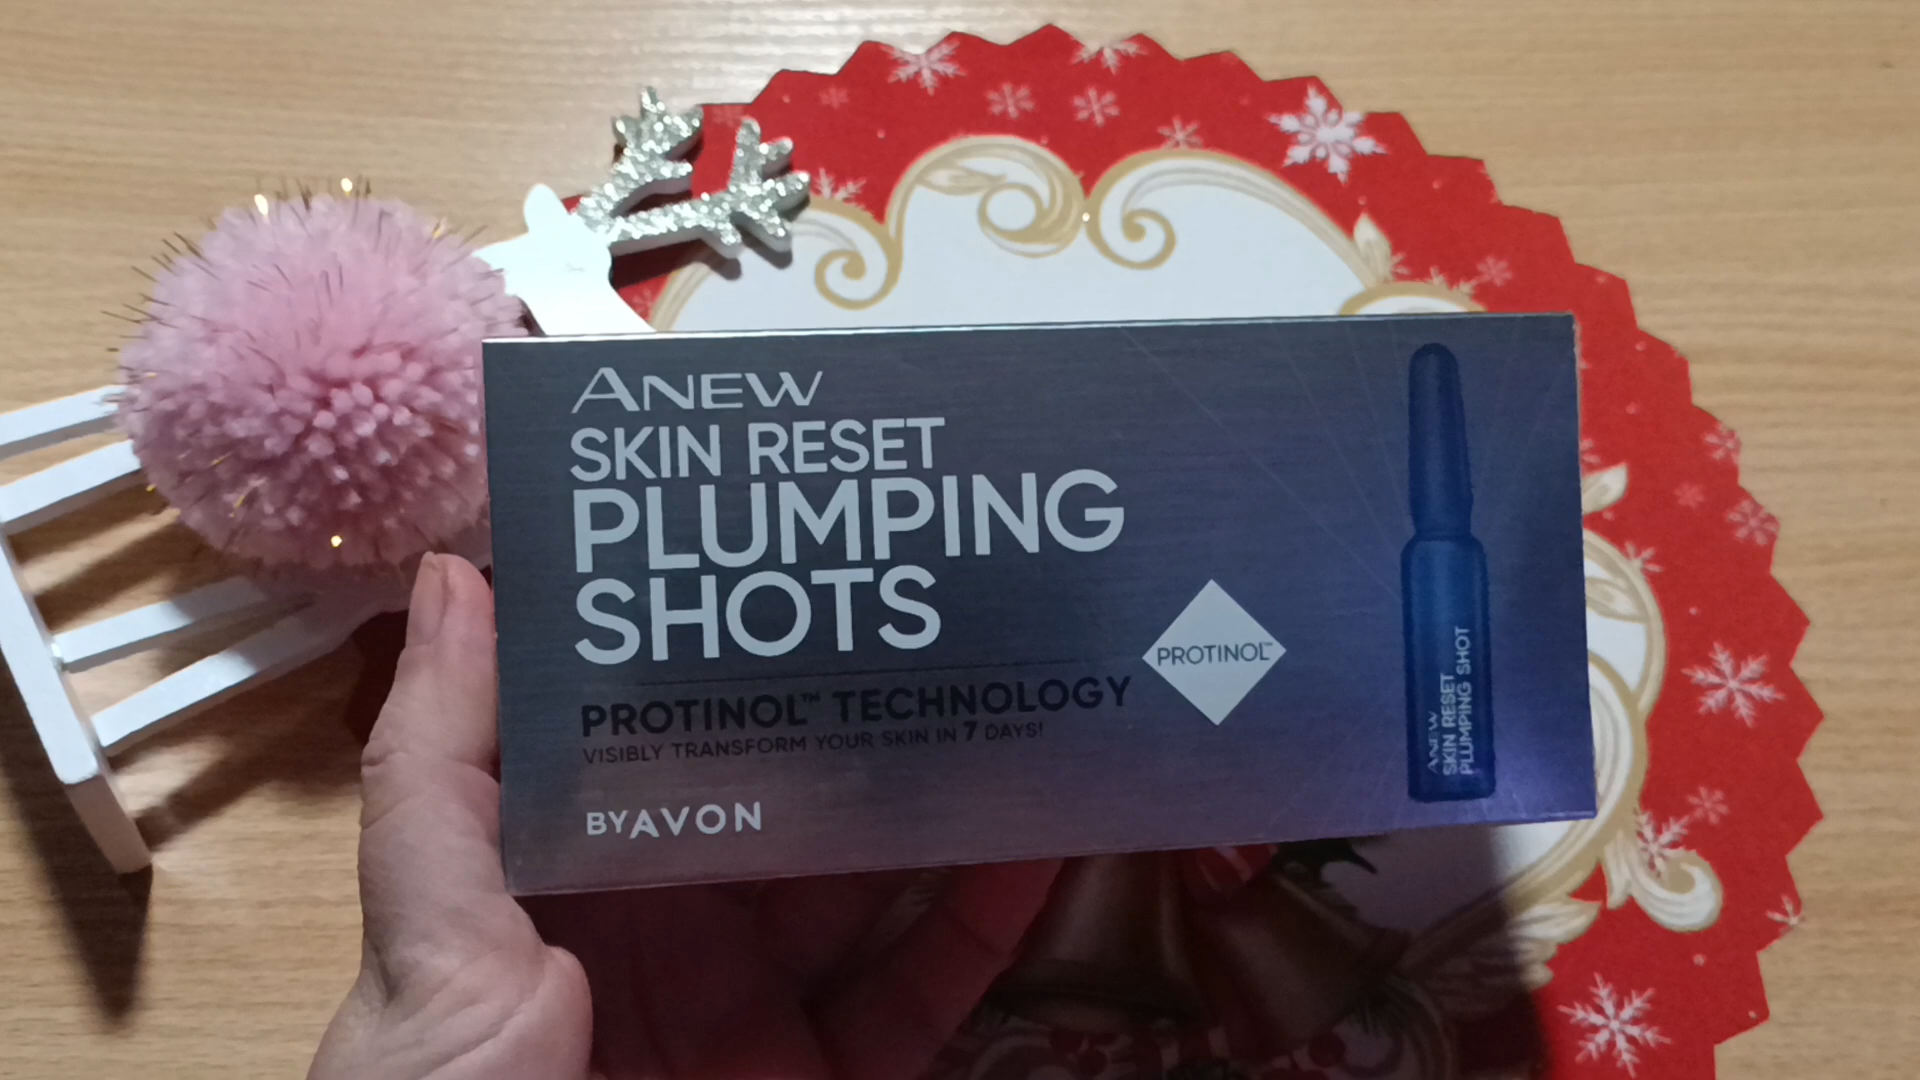 ANEW
SKIN RESET
PLUMPING
SHOTS
PROTINOL™ TECHNOLOGY
VISIBLY TRANSFORM YOUR SKIN IN 7 DAYS!
BY AVON
PROTINOL™
ANEW
SKIN RESET
PLUMPING SHOT